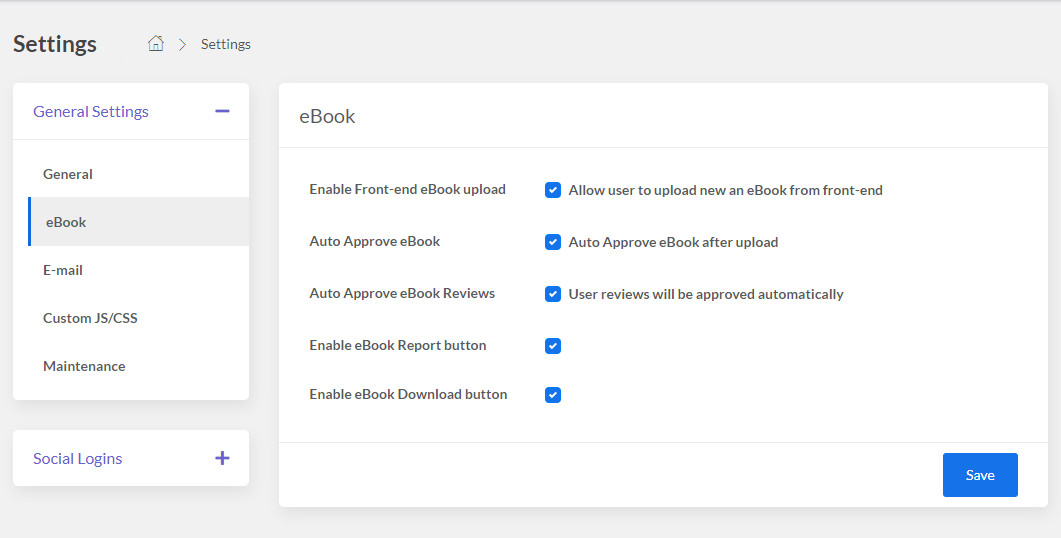 Settings
Settings
General Settings
General
eBook
E-mail
Custom JS/CSS
Maintenance
Social Logins
eBook
Enable Front-end eBook upload Allow user to upload new an eBook from front-end
Auto Approve eBook Auto Approve eBook after upload
Auto Approve eBook Reviews User reviews will be approved automatically
Enable eBook Report button
Enable eBook Download button
Save